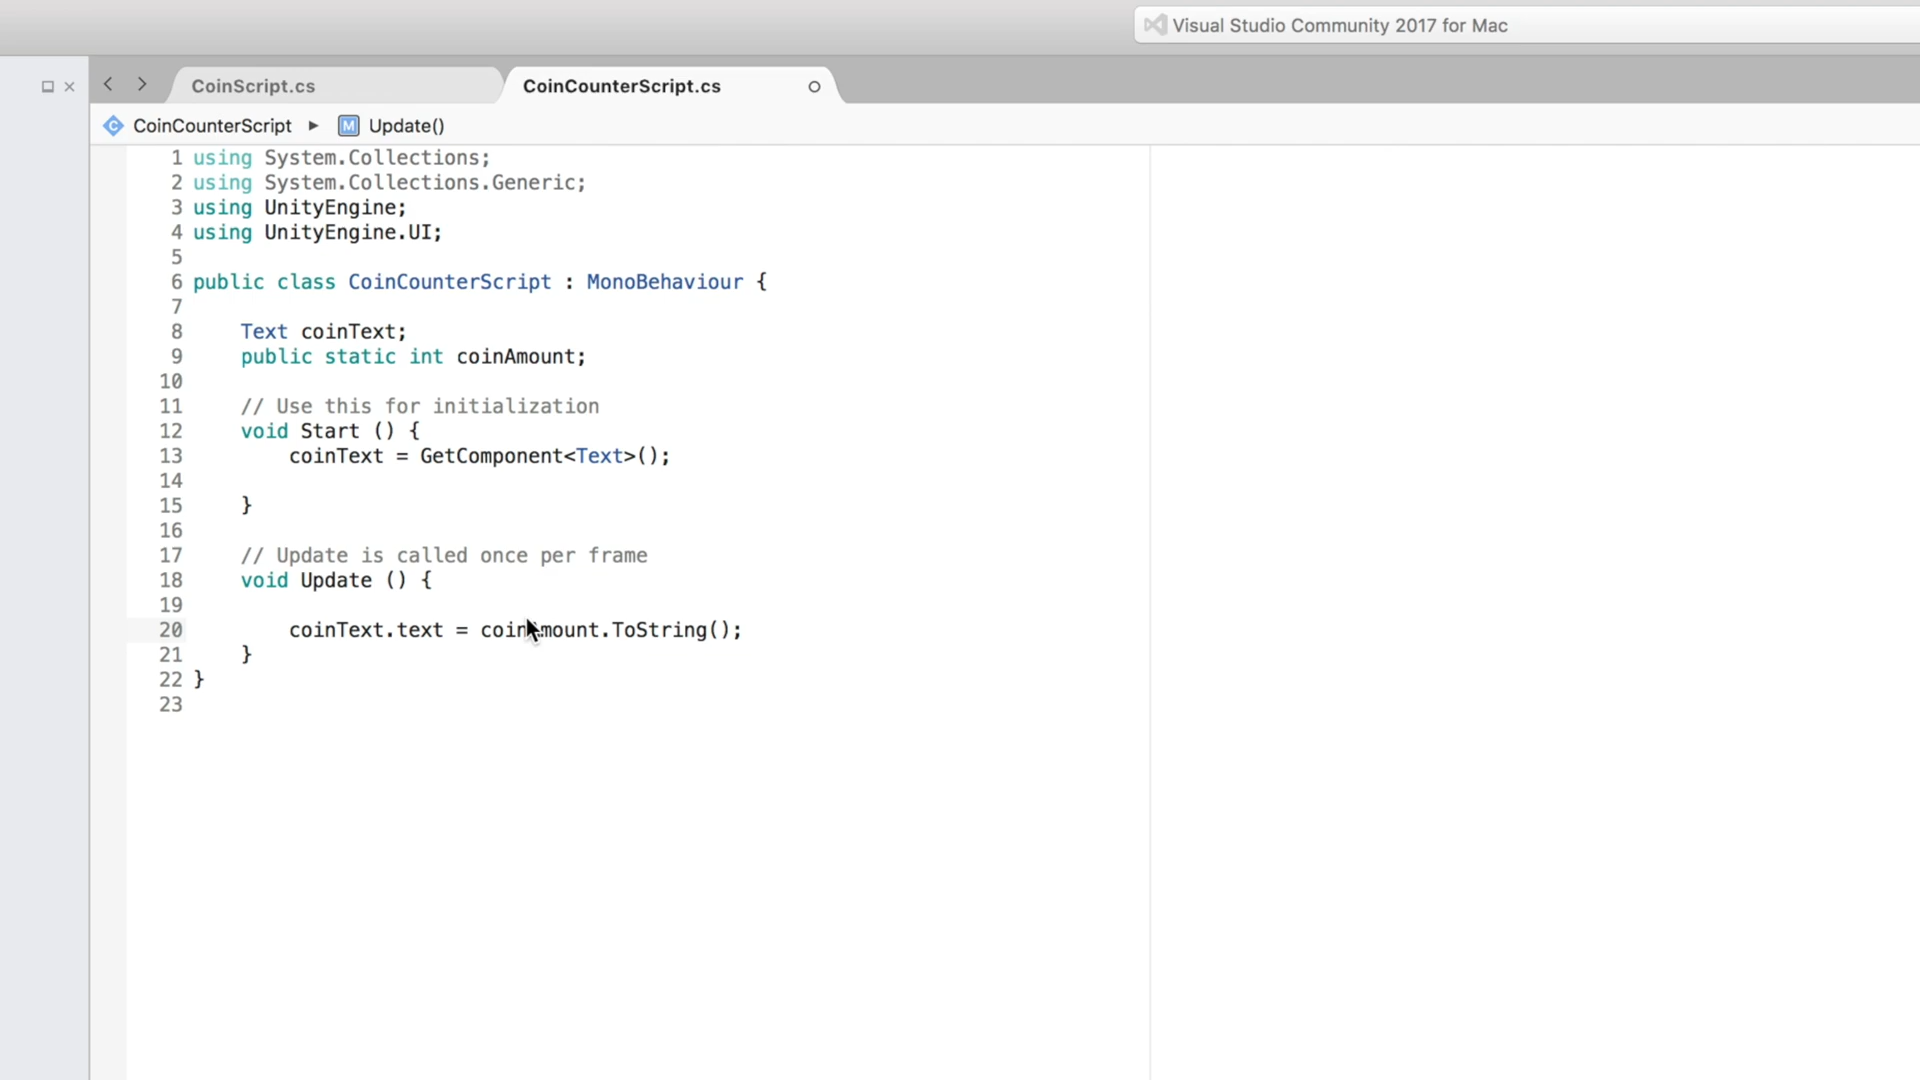 Visual Studio Community 2017 for Mac
CoinScript.cs
CoinCounterScript.cs
CoinCounterScript
M Update()
1 using System.Collections;
2 using System.Collections.Generic;
3 using UnityEngine;
4 using UnityEngine.UI;
5
6 public class CoinCounterScript : MonoBehaviour {
7
8 Text coinText;
9 public static int coinAmount;
10
11 // Use this for initialization
12 void Start () {
13 coinText = GetComponent<Text>();
14
15 }
16
17 // Update is called once per frame
18 void Update () {
19
20 coinText.text = coinAmount.ToString();
21 }
22 }
23